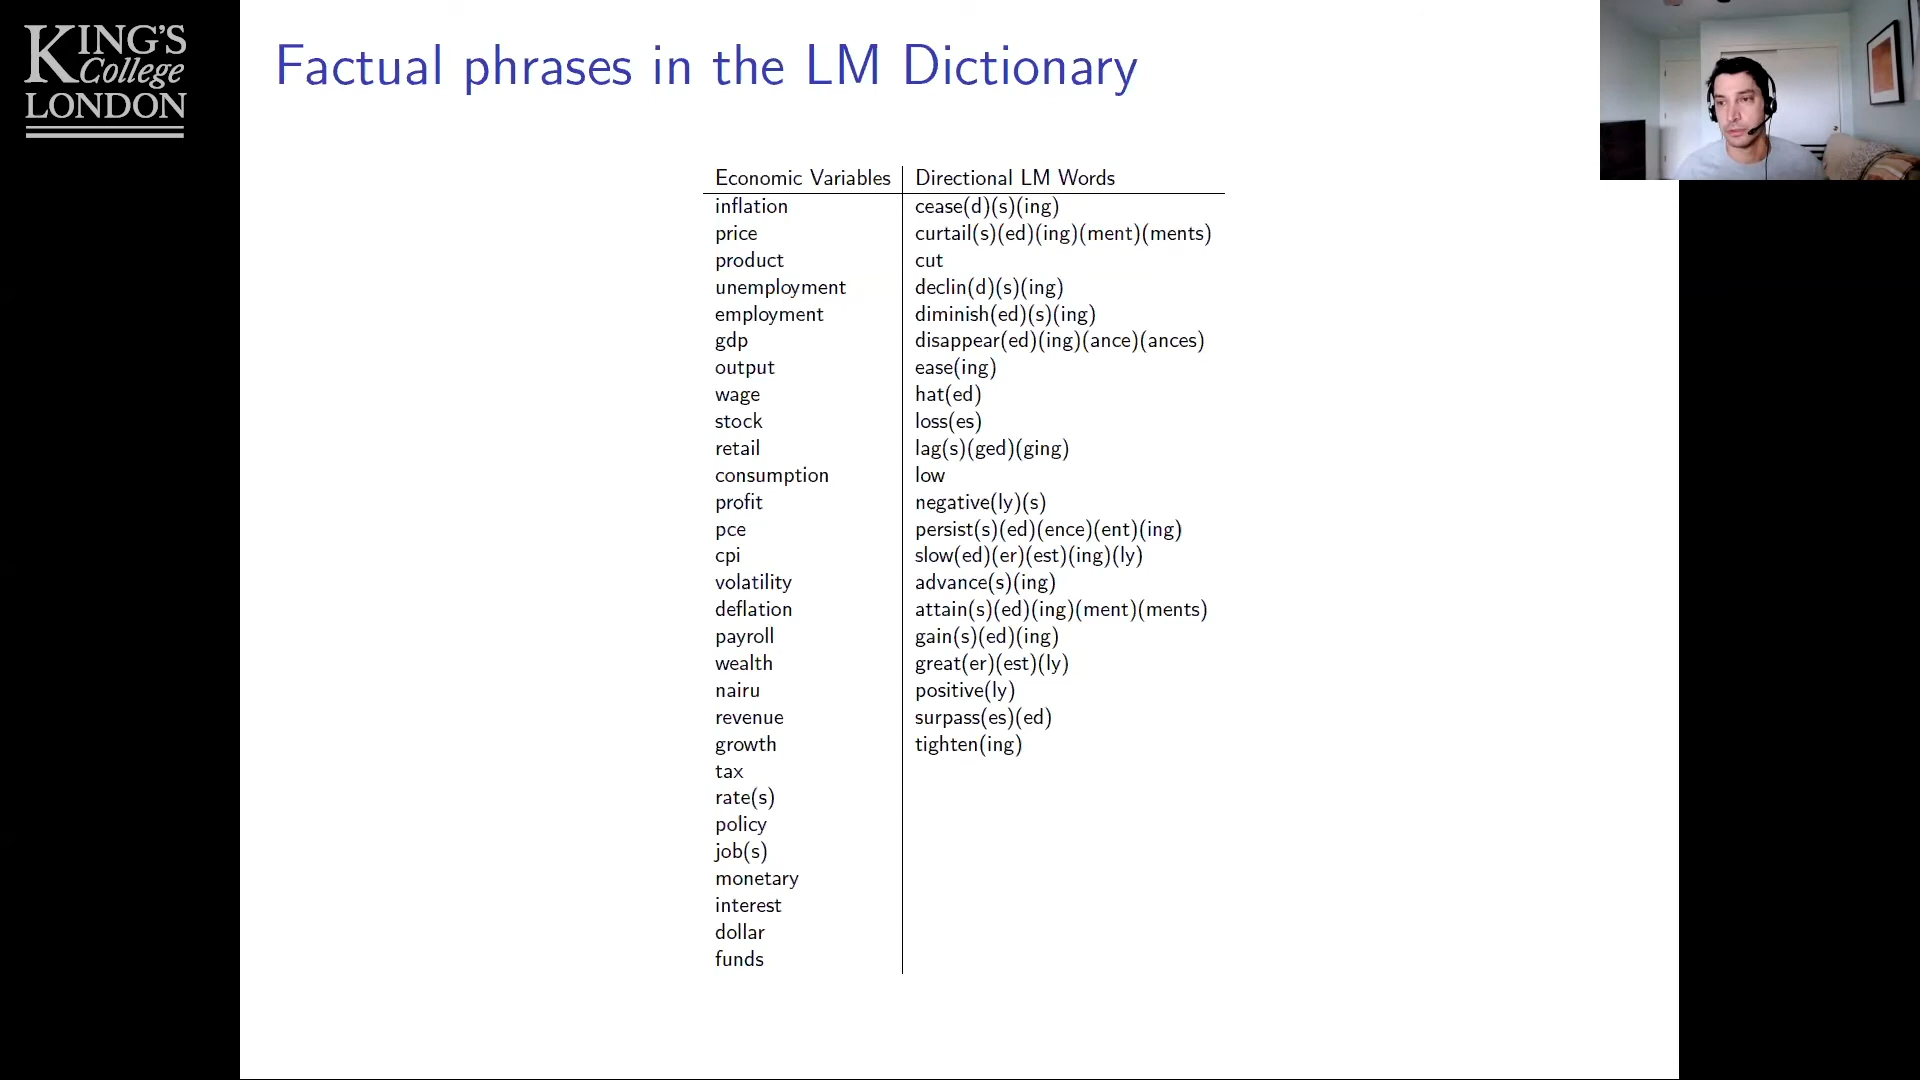 KING'S
College
LONDON
Factual phrases in the LM Dictionary
Economic Variables Directional LM Words
inflation cease(d)(s)(ing)
price curtail(s)(ed)(ing)(ment)(ments)
product cut
unemployment declin(d)(s)(ing)
employment diminish(ed)(s)(ing)
gdp disappear(ed)(ing)(ance)(ances)
output ease(ing)
wage hat(ed)
stock loss(es)
retail lag(s)(ged)(ging)
consumption low
profit negative(ly)(s)
pce persist(s)(ed)(ence)(ent)(ing)
cpi slow(ed)(er)(est)(ing)(ly)
volatility advance(s)(ing)
deflation attain(s)(ed)(ing)(ment)(ments)
payroll gain(s)(ed)(ing)
wealth great(er)(est)(ly)
nairu positive(ly)
revenue surpass(es)(ed)
growth tighten(ing)
tax
rate(s)
policy
job(s)
monetary
interest
dollar
funds